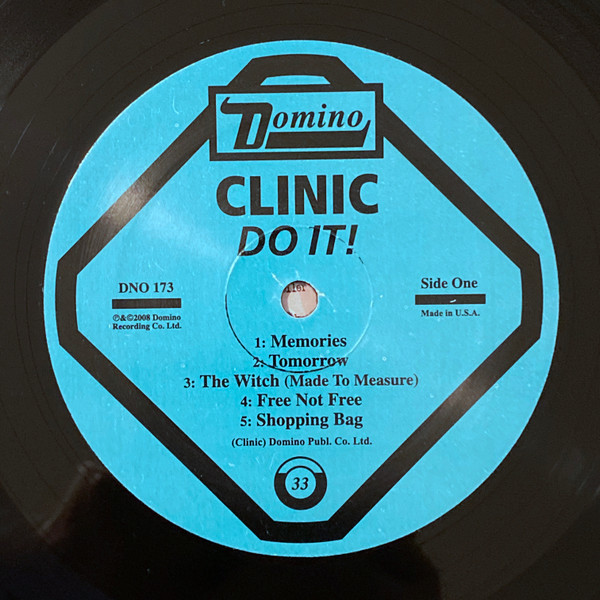 Domino
CLINIC
DO IT!
DNO 173
Side One
℗&©2008 Domino
Recording Co. Ltd.
Made in U.S.A.
1: Memories
2: Tomorrow
3: The Witch (Made To Measure)
4: Free Not Free
5: Shopping Bag
(Clinic) Domino Publ. Co. Ltd.
33